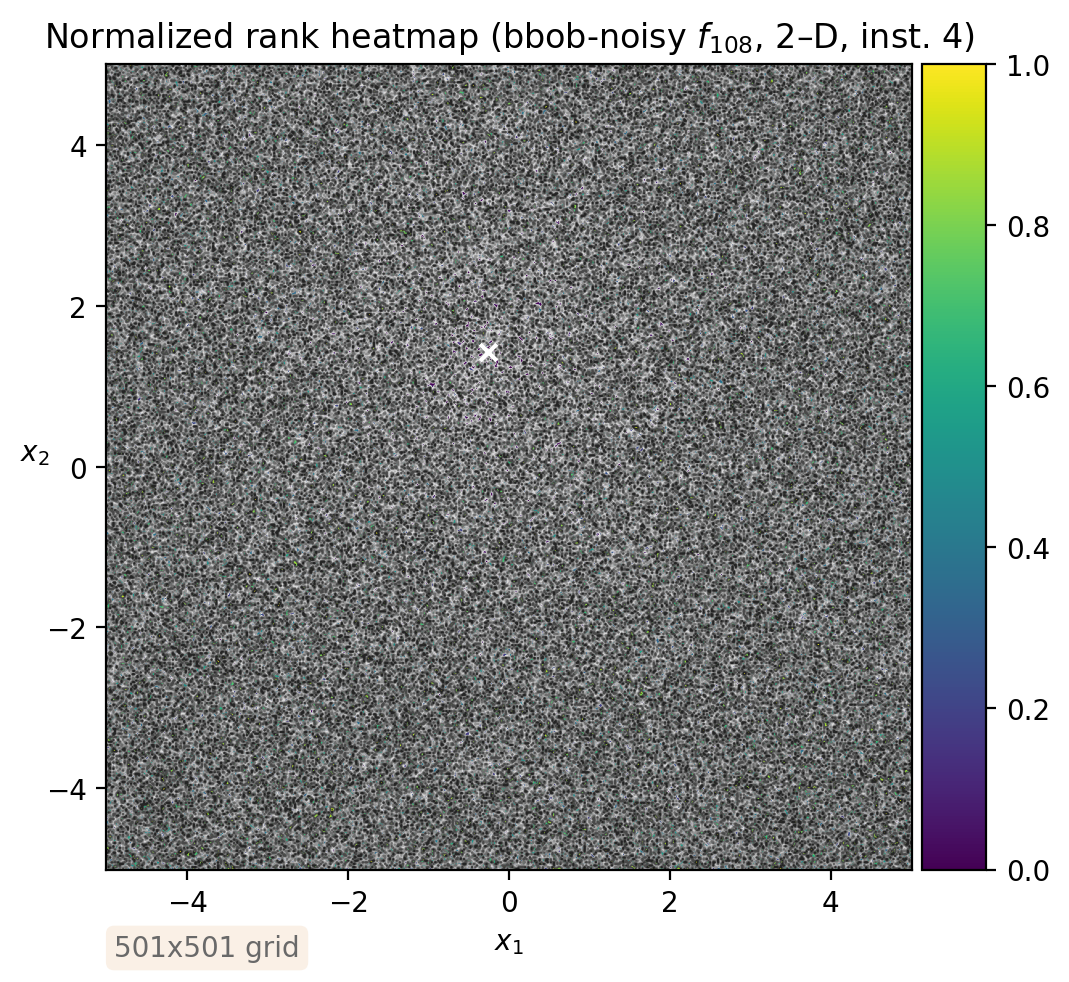 Normalized rank heatmap (bbob-noisy f108, 2–D, inst. 4)
1.0
0.8
0.6
0.4
0.2
0.0
4
2
x2 0
−2
−4
−4 −2 0 2 4
x1
501x501 grid